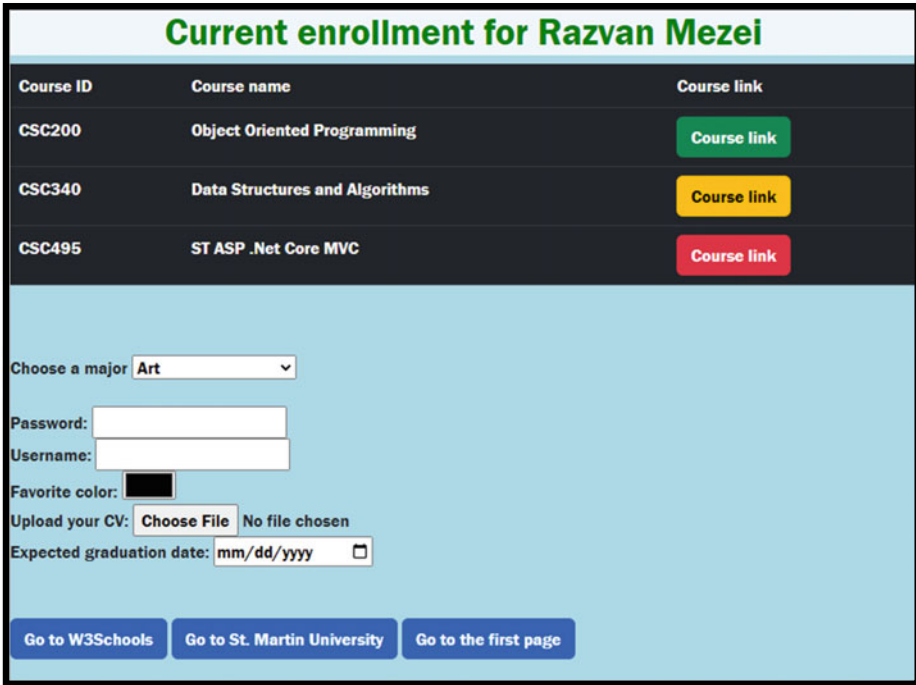 Current enrollment for Razvan Mezei
Course ID Course name Course link
CSC200 Object Oriented Programming Course link
CSC340 Data Structures and Algorithms Course link
CSC495 ST ASP .Net Core MVC Course link
Choose a major Art
Password:
Username:
Favorite color:
Upload your CV: Choose File No file chosen
Expected graduation date: mm/dd/yyyy
Go to W3Schools Go to St. Martin University Go to the first page